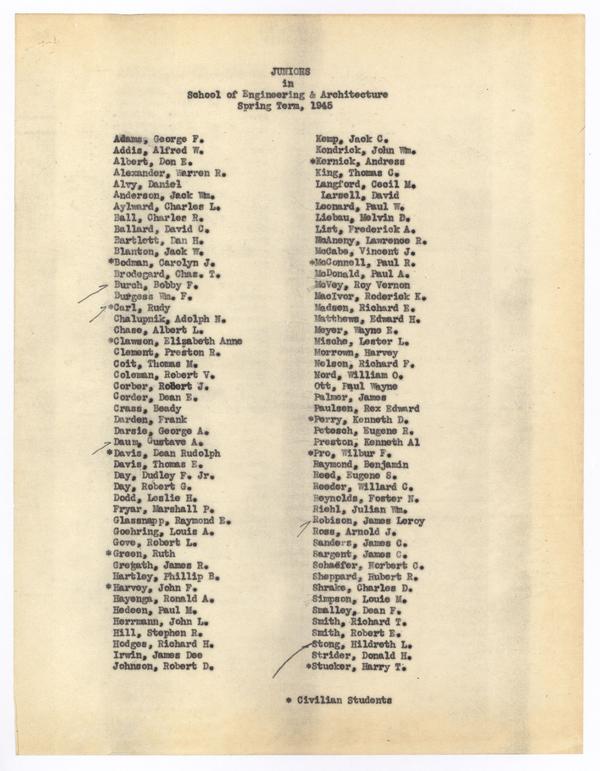 JUNIORS
in
School of Engineering & Architecture
Spring Term, 1945
Adams, George F.
Addis, Alfred W.
Albert, Don E.
Alexander, Warren R.
Alvy, Daniel
Anderson, Jack Wm.
Aylward, Charles L.
Ball, Charles R.
Ballard, David C.
Bartlett, Dan H.
Blanton, Jack W.
*Bodman, Carolyn J.
Brodegard, Chas. T.
Burch, Bobby F.
Burgess Wm. F.
*Carl, Rudy
Chalupnik, Adolph N.
Chase, Albert L.
*Clawson, Elizabeth Anne
Clement, Preston R.
Coit, Thomas M.
Coleman, Robert V.
Corber, Robert J.
Corder, Dean E.
Crass, Beady
Darden, Frank
Darsie, George A.
Daum, Gustave A.
*Davis, Dean Rudolph
Davis, Thomas E.
Day, Dudley F. Jr.
Day, Robert G.
Dodd, Leslie H.
Fryar, Marshall P.
Glassnapp, Raymond E.
Goehring, Louis A.
Gove, Robert L.
*Green, Ruth
Gregath, James R.
Hartley, Phillip B.
*Harvey, John F.
Hayenga, Ronald A.
Hedeen, Paul M.
Herrmann, John L.
Hill, Stephen R.
Hodges, Richard H.
Irwin, James Dee
Johnson, Robert D.
Kemp, Jack C.
Kendrick, John Wm.
*Kernick, Andress
King, Thomas C.
Langford, Cecil M.
Larsell, David
Leonard, Paul W.
Liebau, Melvin B.
List, Frederick A.
McAneny, Lawrence R.
McCabe, Vincent J.
*McConnell, Paul R.
McDonald, Paul A.
McVey, Roy Vernon
MacIvor, Roderick K.
Madsen, Richard E.
Matthews, Edward H.
Meyer, Wayne E.
Mische, Lester L.
Morrown, Harvey
Nelson, Richard F.
Nord, William O.
Ott, Paul Wayne
Palmer, James
Paulsen, Rex Edward
*Perry, Kenneth D.
Petesch, Eugene R.
Preston, Kenneth Al
*Pro, Wilbur F.
Raymond, Benjamin
Reed, Eugene S.
Reeder, Willard C.
Reynolds, Foster N.
Riehl, Julian Wm.
Robison, James Leroy
Ross, Arnold J.
Sanders, James C.
Sargent, James C.
Schaefer, Norbert C.
Sheppard, Hubert R.
Shrake, Charles D.
Simpson, Louie M.
Smalley, Dean F.
Smith, Richard T.
Smith, Robert E.
Stong, Hildreth L.
Strider, Donald H.
*Stucker, Harry T.
* Civilian Students